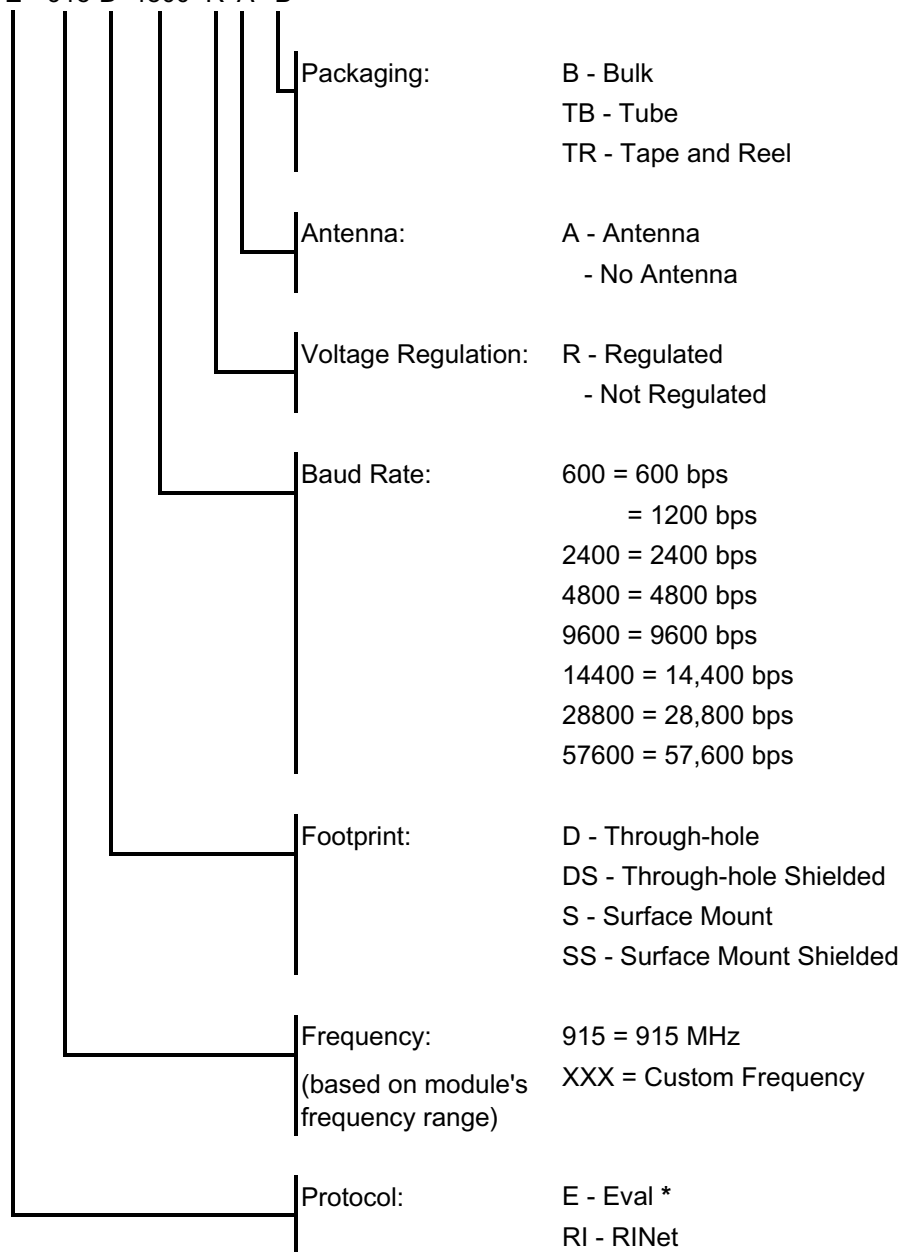 Packaging: B - Bulk
TB - Tube
TR - Tape and Reel
Antenna: A - Antenna
- No Antenna
Voltage Regulation: R - Regulated
- Not Regulated
Baud Rate: 600 = 600 bps
= 1200 bps
2400 = 2400 bps
4800 = 4800 bps
9600 = 9600 bps
14400 = 14,400 bps
28800 = 28,800 bps
57600 = 57,600 bps
Footprint: D - Through-hole
DS - Through-hole Shielded
S - Surface Mount
SS - Surface Mount Shielded
Frequency: 915 = 915 MHz
(based on module's XXX = Custom Frequency
frequency range)
Protocol: E - Eval *
RI - RINet